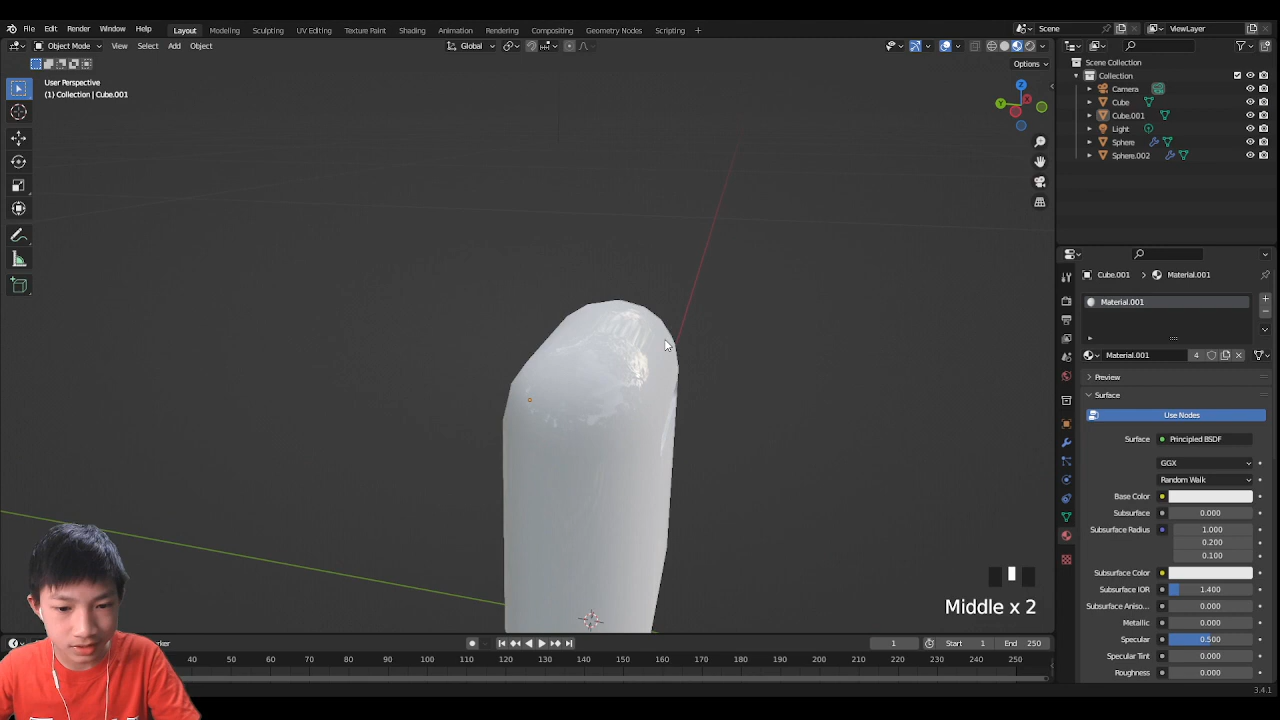 File Edit Render Window Help Layout Modeling Sculpting UV Editing Texture Paint Shading Animation Rendering Compositing Geometry Nodes Scripting + Scene ViewLayer
Object Mode View Select Add Object Global
Options
User Perspective
(1) Collection | Cube.001
Z
Y
X
Scene Collection
Collection
Camera
Cube
Cube.001
Light
Sphere
Sphere.002
Cube.001 > Material.001
Material.001
Material.001 4
Preview
Surface
Use Nodes
Surface Principled BSDF
GGX
Random Walk
Base Color
Subsurface 0.000
Subsurface Radius 1.000
0.200
0.100
Subsurface Color
Subsurface IOR 1.400
Subsurface Aniso... 0.000
Metallic 0.000
Specular 0.500
Specular Tint 0.000
Roughness 0.000
Middle x 2
arker 1 Start 1 End 250
40 50 60 70 80 90 100 110 120 130 140 150 160 170 180 190 200 210 220 230 240 250
3.4.1